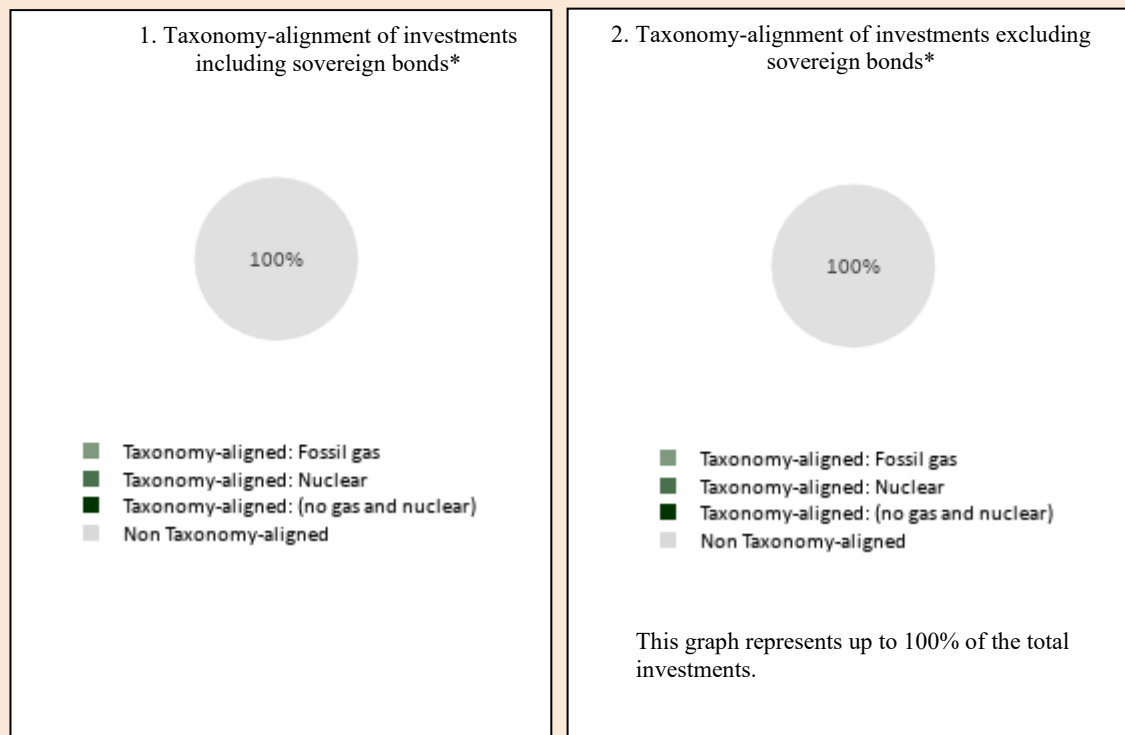 1. Taxonomy-alignment of investments
including sovereign bonds*
100%
Taxonomy-aligned: Fossil gas
Taxonomy-aligned: Nuclear
Taxonomy-aligned: (no gas and nuclear)
Non Taxonomy-aligned
2. Taxonomy-alignment of investments excluding
sovereign bonds*
100%
Taxonomy-aligned: Fossil gas
Taxonomy-aligned: Nuclear
Taxonomy-aligned: (no gas and nuclear)
Non Taxonomy-aligned
This graph represents up to 100% of the total
investments.